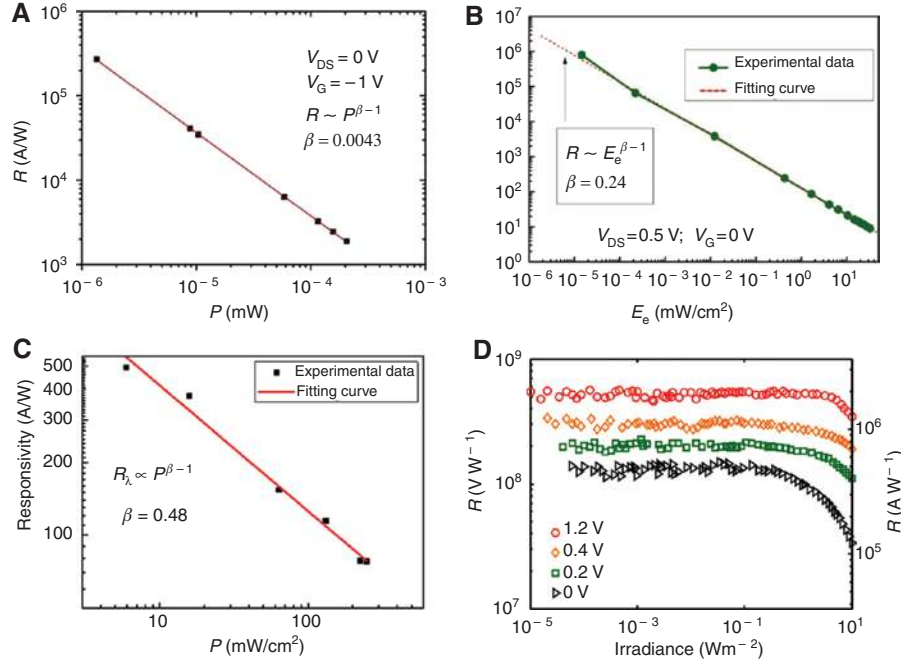 A
10^6
10^5
10^4
10^3
R (A/W)
V_DS = 0 V
V_G = −1 V
R ~ P^{β−1}
β = 0.0043
10^−6
10^−5
10^−4
10^−3
P (mW)
B
10^7
10^6
10^5
10^4
10^3
10^2
10^1
10^0
R (A/W)
Experimental data
Fitting curve
R ~ E_e^{β−1}
β = 0.24
V_DS=0.5 V; V_G=0 V
10^−6 10^−5 10^−4 10^−3 10^−2 10^−1 10^0 10^1
E_e (mW/cm^2)
C
500
400
300
200
100
Responsivity (A/W)
Experimental data
Fitting curve
R_λ ∝ P^{β−1}
β = 0.48
10
100
P (mW/cm^2)
D
10^9
10^8
10^7
R (V W^−1)
10^6
10^5
R (A W^−1)
1.2 V
0.4 V
0.2 V
0 V
10^−5
10^−3
10^−1
10^1
Irradiance (Wm^−2)